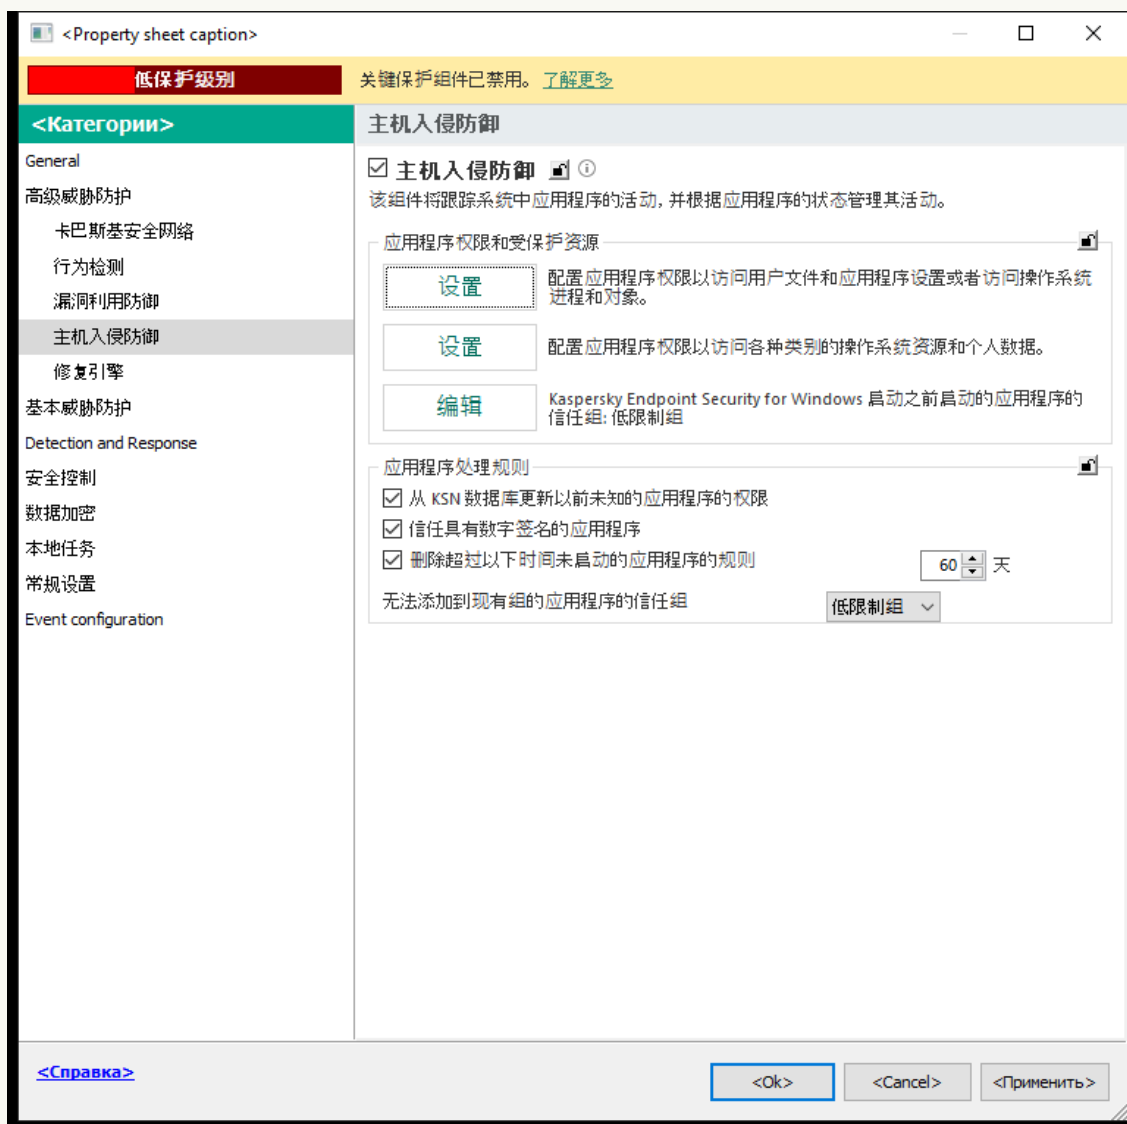 <Property sheet caption>
低保护级别
关键保护组件已禁用。 了解更多
<Категории>
主机入侵防御
General
高级威胁防护
卡巴斯基安全网络
行为检测
漏洞利用防御
主机入侵防御
修复引擎
基本威胁防护
Detection and Response
安全控制
数据加密
本地任务
常规设置
Event configuration
主机入侵防御
该组件将跟踪系统中应用程序的活动, 并根据应用程序的状态管理其活动。
应用程序权限和受保护资源
设置
配置应用程序权限以访问用户文件和应用程序设置或者访问操作系统
进程和对象。
设置
配置应用程序权限以访问各种类别的操作系统资源和个人数据。
编辑
Kaspersky Endpoint Security for Windows 启动之前启动的应用程序的
信任组: 低限制组
应用程序处理规则
从 KSN 数据库更新以前未知的应用程序的权限
信任具有数字签名的应用程序
删除超过以下时间未启动的应用程序的规则
60 天
无法添加到现有组的应用程序的信任组
低限制组
<Справка>
<Ok>
<Cancel>
<Применить>